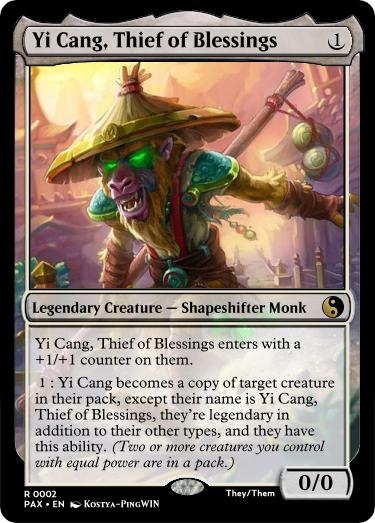 Yi Cang, Thief of Blessings 1
Legendary Creature — Shapeshifter Monk
Yi Cang, Thief of Blessings enters with a
+1/+1 counter on them.
1 : Yi Cang becomes a copy of target creature
in their pack, except their name is Yi Cang,
Thief of Blessings, they're legendary in
addition to their other types, and they have
this ability. (Two or more creatures you control
with equal power are in a pack.)
0/0
R 0002
PAX • EN Kostya-PingWIN
They/Them